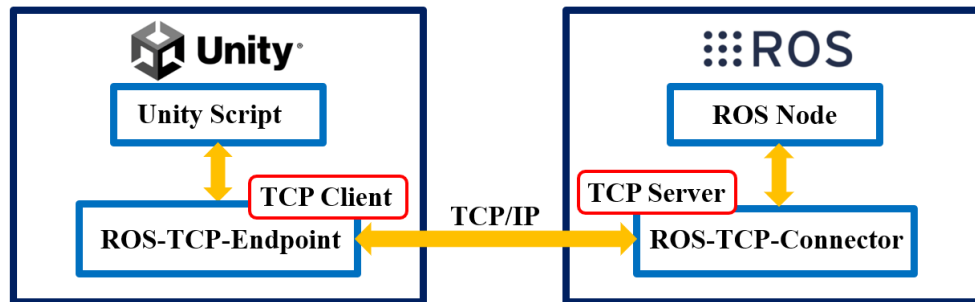 Unity
ROS
Unity Script
ROS Node
TCP Client
TCP Server
TCP/IP
ROS-TCP-Endpoint
ROS-TCP-Connector